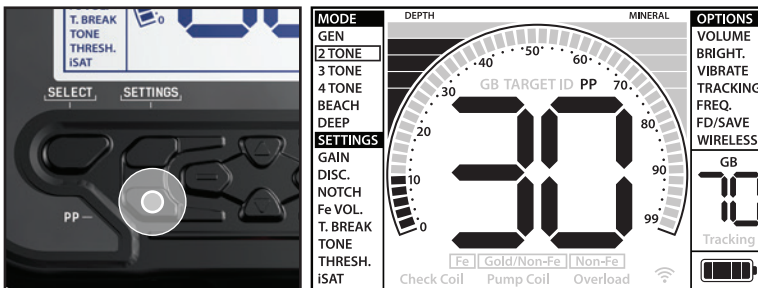 T. BREAK
TONE
THRESH.
iSAT
0
SELECT
SETTINGS
PP
MODE
GEN
2 TONE
3 TONE
4 TONE
BEACH
DEEP
SETTINGS
GAIN
DISC.
NOTCH
Fe VOL.
T. BREAK
TONE
THRESH.
iSAT
DEPTH
MINERAL
0
10
20
30
40
50
60
70
80
90
99
GB TARGET ID PP
30
Fe Gold/Non-Fe Non-Fe
Check Coil Pump Coil Overload
OPTIONS
VOLUME
BRIGHT.
VIBRATE
TRACKING
FREQ.
FD/SAVE
WIRELESS
GB
Tracking